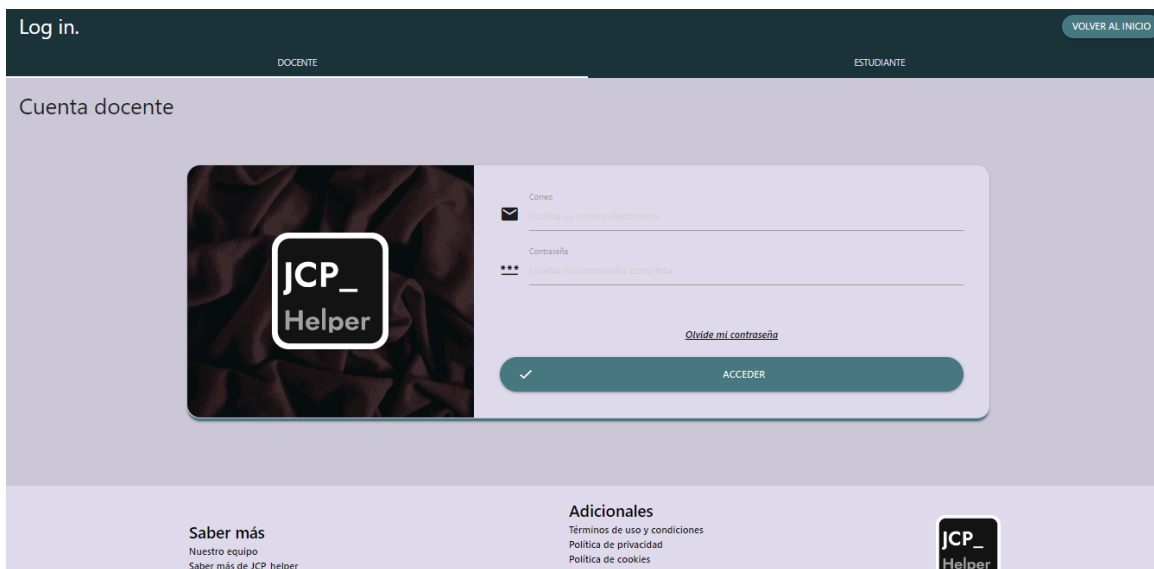 Log in.
VOLVER AL INICIO
DOCENTE
ESTUDIANTE
Cuenta docente
JCP_
Helper
Correo
Escriba su correo electrónico
Contraseña
***
Escriba su contraseña completa
Olvide mi contraseña
ACCEDER
Saber más
Nuestro equipo
Saber más de JCP_helper
Adicionales
Términos de uso y condiciones
Política de privacidad
Política de cookies
JCP_
Helper